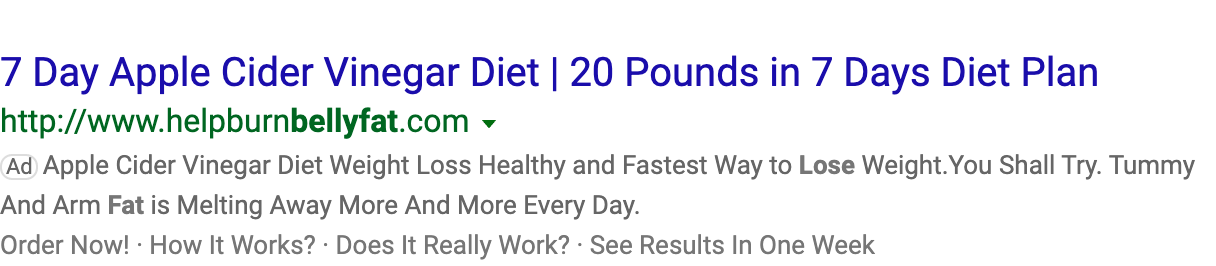 7 Day Apple Cider Vinegar Diet | 20 Pounds in 7 Days Diet Plan
http://www.helpburnbellyfat.com
Ad Apple Cider Vinegar Diet Weight Loss Healthy and Fastest Way to Lose Weight.You Shall Try. Tummy
And Arm Fat is Melting Away More And More Every Day.
Order Now! · How It Works? · Does It Really Work? · See Results In One Week